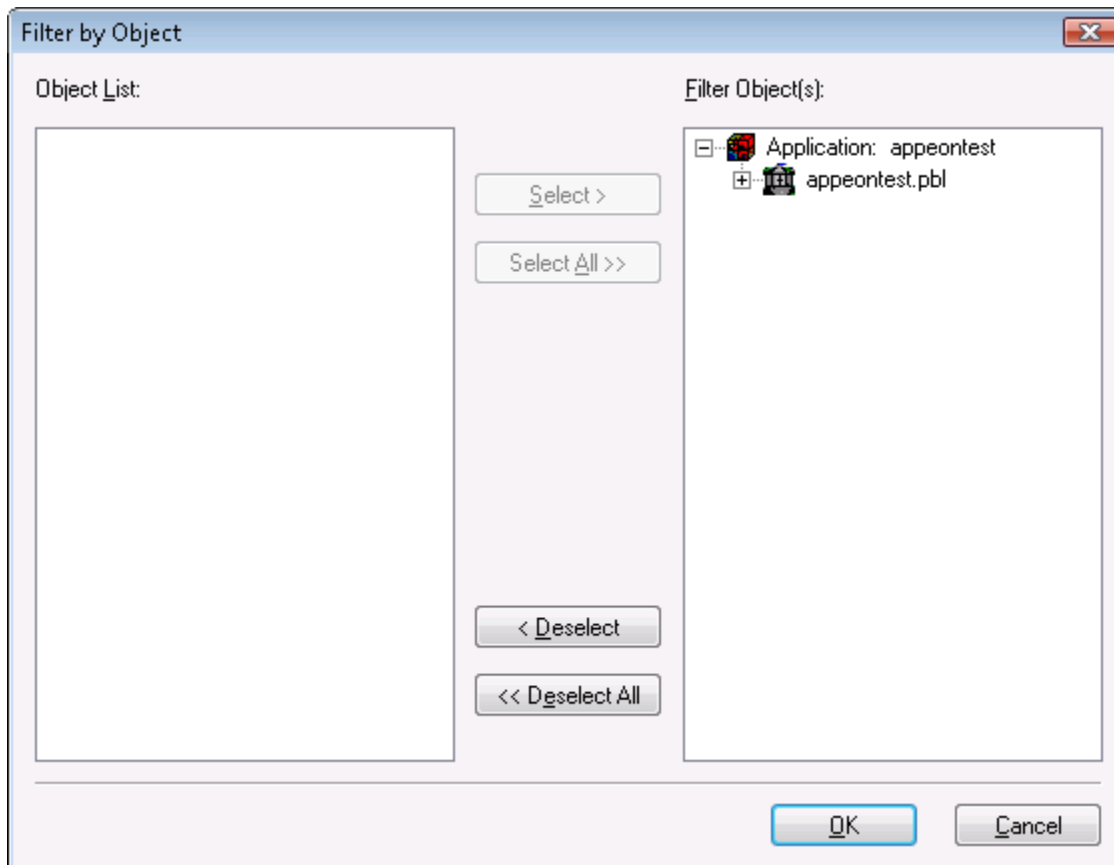 Filter by Object
Object List:
Filter Object(s):
Application: appeontest
appeontest.pbl
Select >
Select All >>
< Deselect
<< Deselect All
OK
Cancel